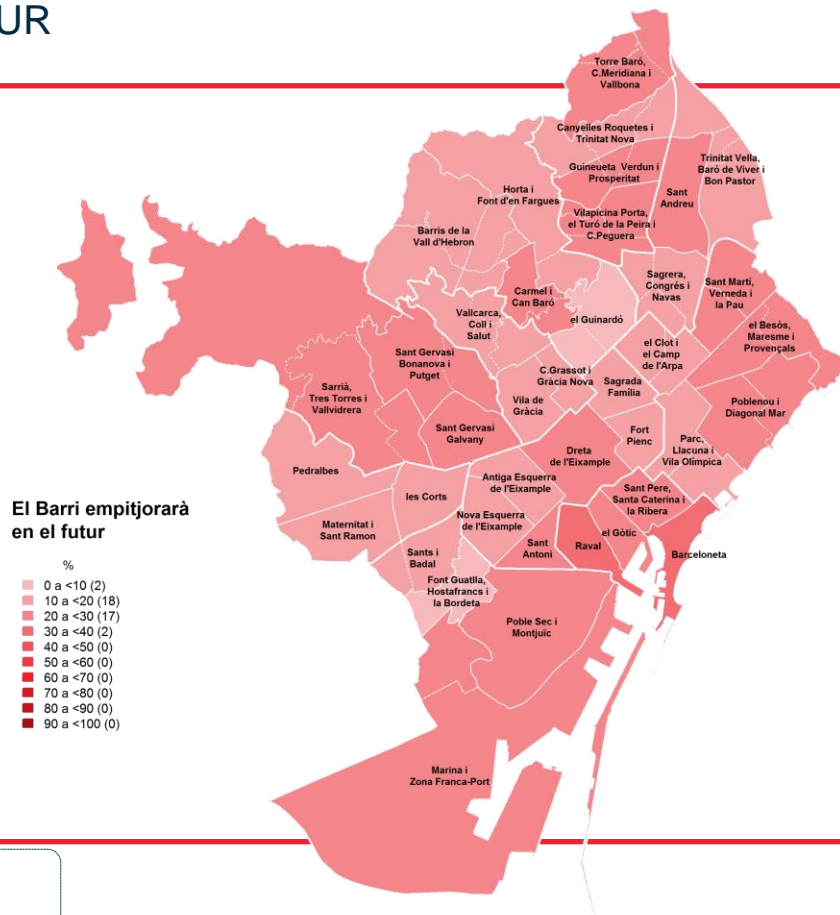 UR
Torre Baró,
C.Meridiana i
Vallbona
Canyelles Roquetes i
Trinitat Nova
Trinitat Vella,
Baró de Viver i
Bon Pastor
Guineueta Verdun i
Prosperitat
Sant
Andreu
Horta i
Font d'en Fargues
Vilapicina Porta,
el Turó de la Peira i
C.Peguera
Barris de la
Vall d'Hebron
Sagrera,
Congrés i
Navas
Sant Martí,
Verneda i
la Pau
Carmel i
Can Baró
Vallcarca,
Coll i
Salut
el Guinardó
el Besòs,
Maresme i
Provençals
el Clot i
el Camp
de l'Arpa
Sant Gervasi
Bonanova i
Putget
C.Grassot i
Gràcia Nova
Sagrada
Família
Sarrià,
Tres Torres i
Vallvidrera
Vila de
Gràcia
Poblenou i
Diagonal Mar
Sant Gervasi
Galvany
Fort
Pienc
Parc,
Llacuna i
Vila Olímpica
Dreta
de l'Eixample
Pedralbes
Antiga Esquerra
de l'Eixample
Sant Pere,
Santa Caterina i
la Ribera
les Corts
Nova Esquerra
de l'Eixample
Maternitat i
Sant Ramon
el Gòtic
Sant
Antoni
Raval
Barceloneta
Sants i
Badal
Font Guatlla,
Hostafrancs i
la Bordeta
Poble Sec i
Montjuïc
Marina i
Zona Franca-Port
El Barri empitjorarà
en el futur
%
0 a <10 (2)
10 a <20 (18)
20 a <30 (17)
30 a <40 (2)
40 a <50 (0)
50 a <60 (0)
60 a <70 (0)
70 a <80 (0)
80 a <90 (0)
90 a <100 (0)